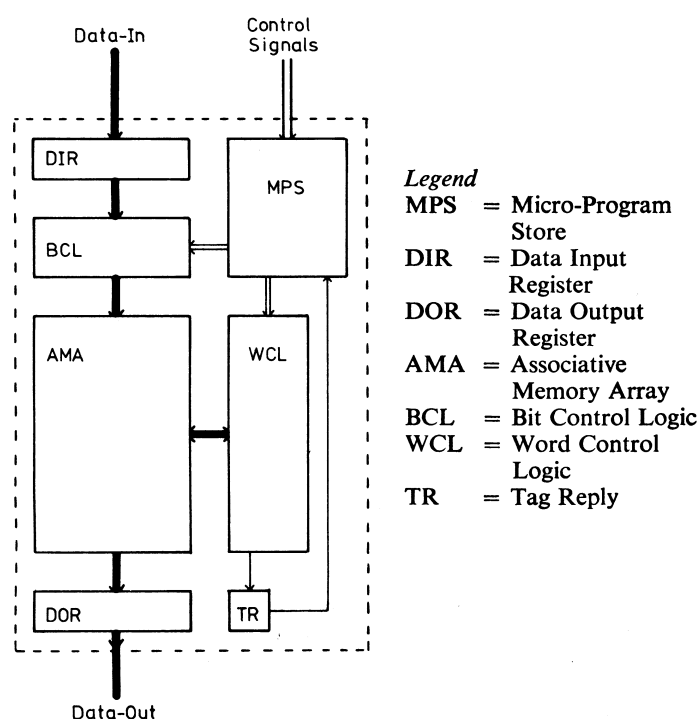 Data-In
Control
Signals
DIR
MPS
BCL
AMA
WCL
DOR
TR
Data-Out
Legend
MPS = Micro-Program
Store
DIR = Data Input
Register
DOR = Data Output
Register
AMA = Associative
Memory Array
BCL = Bit Control Logic
WCL = Word Control
Logic
TR = Tag Reply